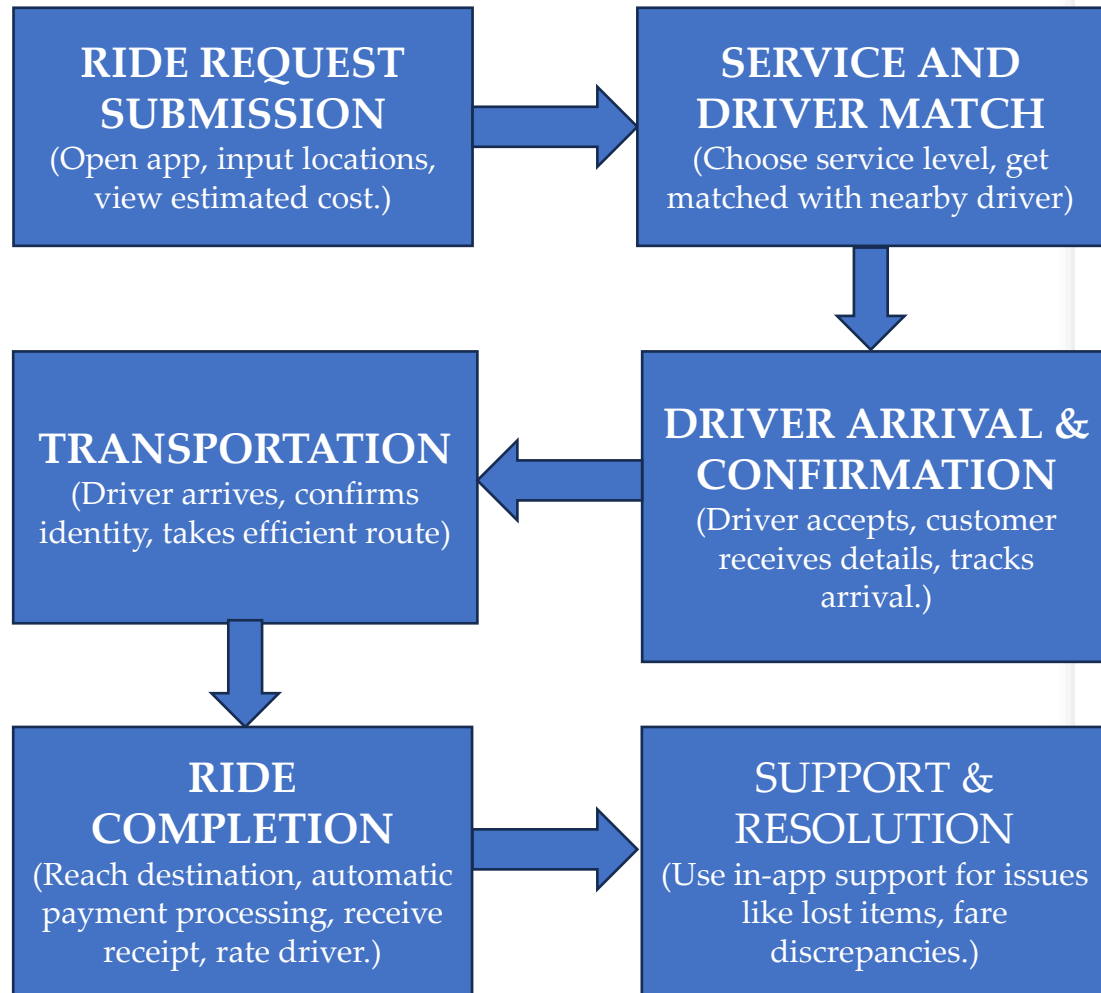 RIDE REQUEST
SUBMISSION
(Open app, input locations,
view estimated cost.)
SERVICE AND
DRIVER MATCH
(Choose service level, get
matched with nearby driver)
DRIVER ARRIVAL &
CONFIRMATION
(Driver accepts, customer
receives details, tracks
arrival.)
TRANSPORTATION
(Driver arrives, confirms
identity, takes efficient route)
RIDE
COMPLETION
(Reach destination, automatic
payment processing, receive
receipt, rate driver.)
SUPPORT &
RESOLUTION
(Use in-app support for issues
like lost items, fare
discrepancies.)